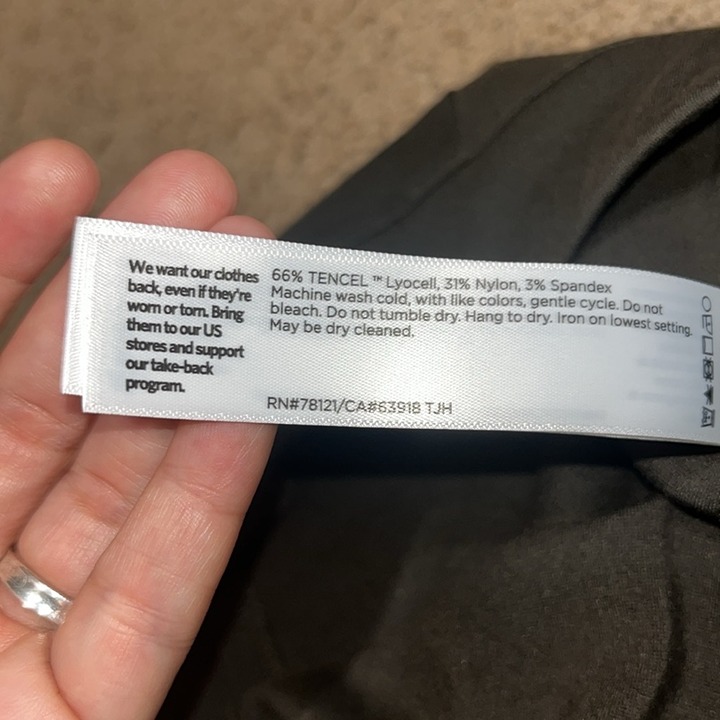 We want our clothes
back, even if they're
worn or torn. Bring
them to our US
stores and support
our take-back
program.
66% TENCEL ™ Lyocell, 31% Nylon, 3% Spandex
Machine wash cold, with like colors, gentle cycle. Do not
bleach. Do not tumble dry. Hang to dry. Iron on lowest setting.
May be dry cleaned.
RN#78121/CA#63918 TJH